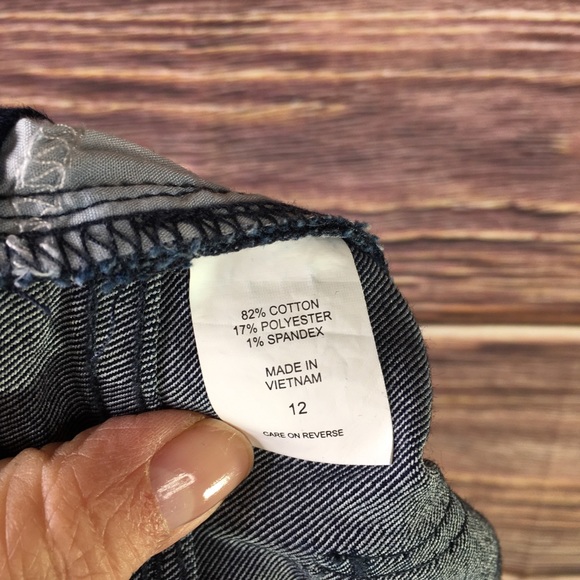 82% COTTON
17% POLYESTER
1% SPANDEX
MADE IN
VIETNAM
12
CARE ON REVERSE